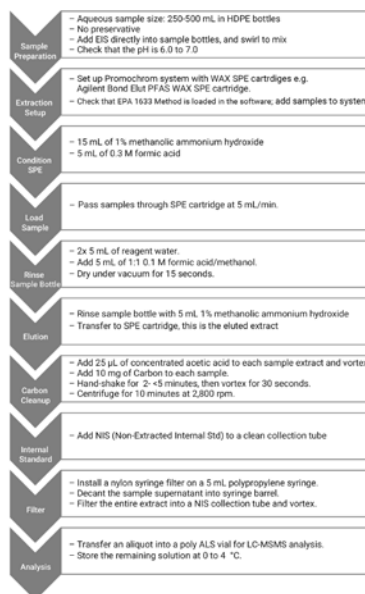 Sample
Preparation
– Aqueous sample size: 250-500 mL in HDPE bottles
– No preservative
– Add EIS directly into sample bottles, and swirl to mix
– Check that the pH is 6.0 to 7.0
Extraction
Setup
– Set up Promochrom system with WAX SPE cartrdiges e.g.
Agilent Bond Elut PFAS WAX SPE cartridge.
– Check that EPA 1633 Method is loaded in the software; add samples to system
Condition
SPE
– 15 mL of 1% methanolic ammonium hydroxide
– 5 mL of 0.3 M formic acid
Load
Sample
– Pass samples through SPE cartridge at 5 mL/min.
Rinse
Sample Bottle
– 2x 5 mL of reagent water.
– Add 5 mL of 1:1 0.1 M formic acid/methanol.
– Dry under vacuum for 15 seconds.
Elution
– Rinse sample bottle with 5 mL 1% methanolic ammonium hydroxide
– Transfer to SPE cartridge, this is the eluted extract
Carbon
Cleanup
– Add 25 µL of concentrated acetic acid to each sample extract and vortex
– Add 10 mg of Carbon to each sample.
– Hand-shake for 2- <5 minutes, then vortex for 30 seconds.
– Centrifuge for 10 minutes at 2,800 rpm.
Internal
Standard
– Add NIS (Non-Extracted Internal Std) to a clean collection tube
Filter
– Install a nylon syringe filter on a 5 mL polypropylene syringe.
– Decant the sample supernatant into syringe barrel.
– Filter the entire extract into a NIS collection tube and vortex.
Analysis
– Transfer an aliquot into a poly ALS vial for LC-MSMS analysis.
– Store the remaining solution at 0 to 4 °C.